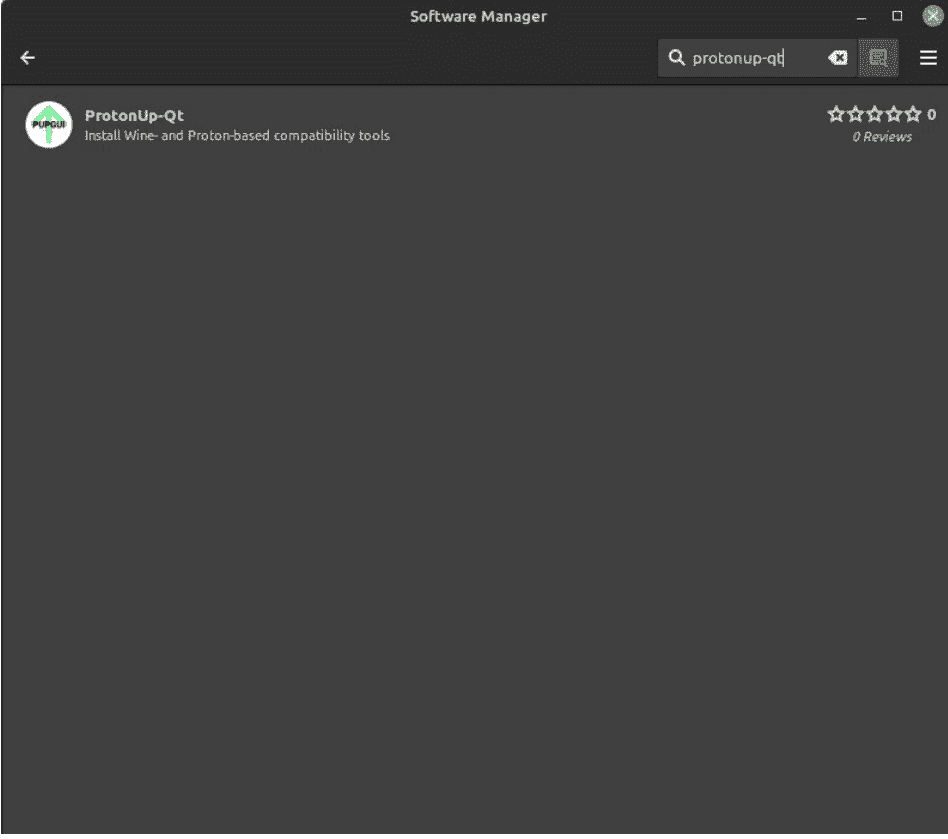 Software Manager
protonup-qt
PUPGUI
ProtonUp-Qt
Install Wine- and Proton-based compatibility tools
0
0 Reviews